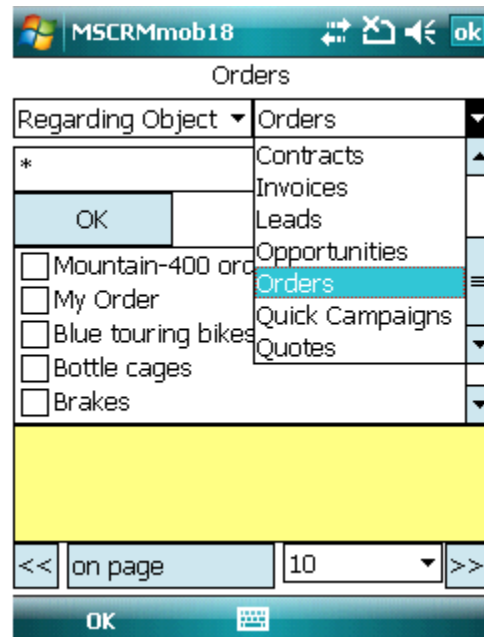 MSCRMmob18 ok
Orders
Regarding Object Orders
*
Contracts
Invoices
OK
Leads
Opportunities
Mountain-400 ord
Orders
My Order
Quick Campaigns
Blue touring bikes
Quotes
Bottle cages
Brakes
<< on page 10 >>
OK